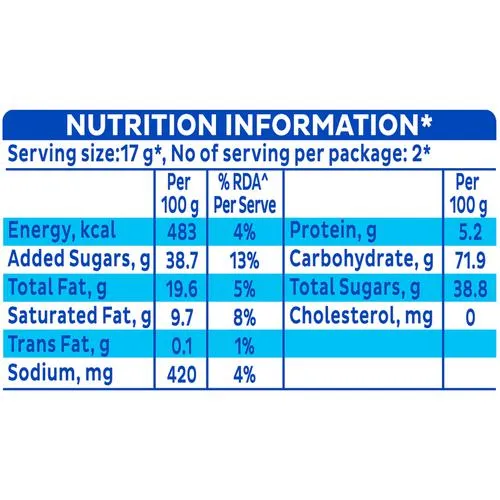 NUTRITION INFORMATION*
Serving size:17 g*, No of serving per package: 2*
Per 100 g % RDA^ Per Serve Per 100 g
Energy, kcal 483 4% Protein, g 5.2
Added Sugars, g 38.7 13% Carbohydrate, g 71.9
Total Fat, g 19.6 5% Total Sugars, g 38.8
Saturated Fat, g 9.7 8% Cholesterol, mg 0
Trans Fat, g 0.1 1%
Sodium, mg 420 4%